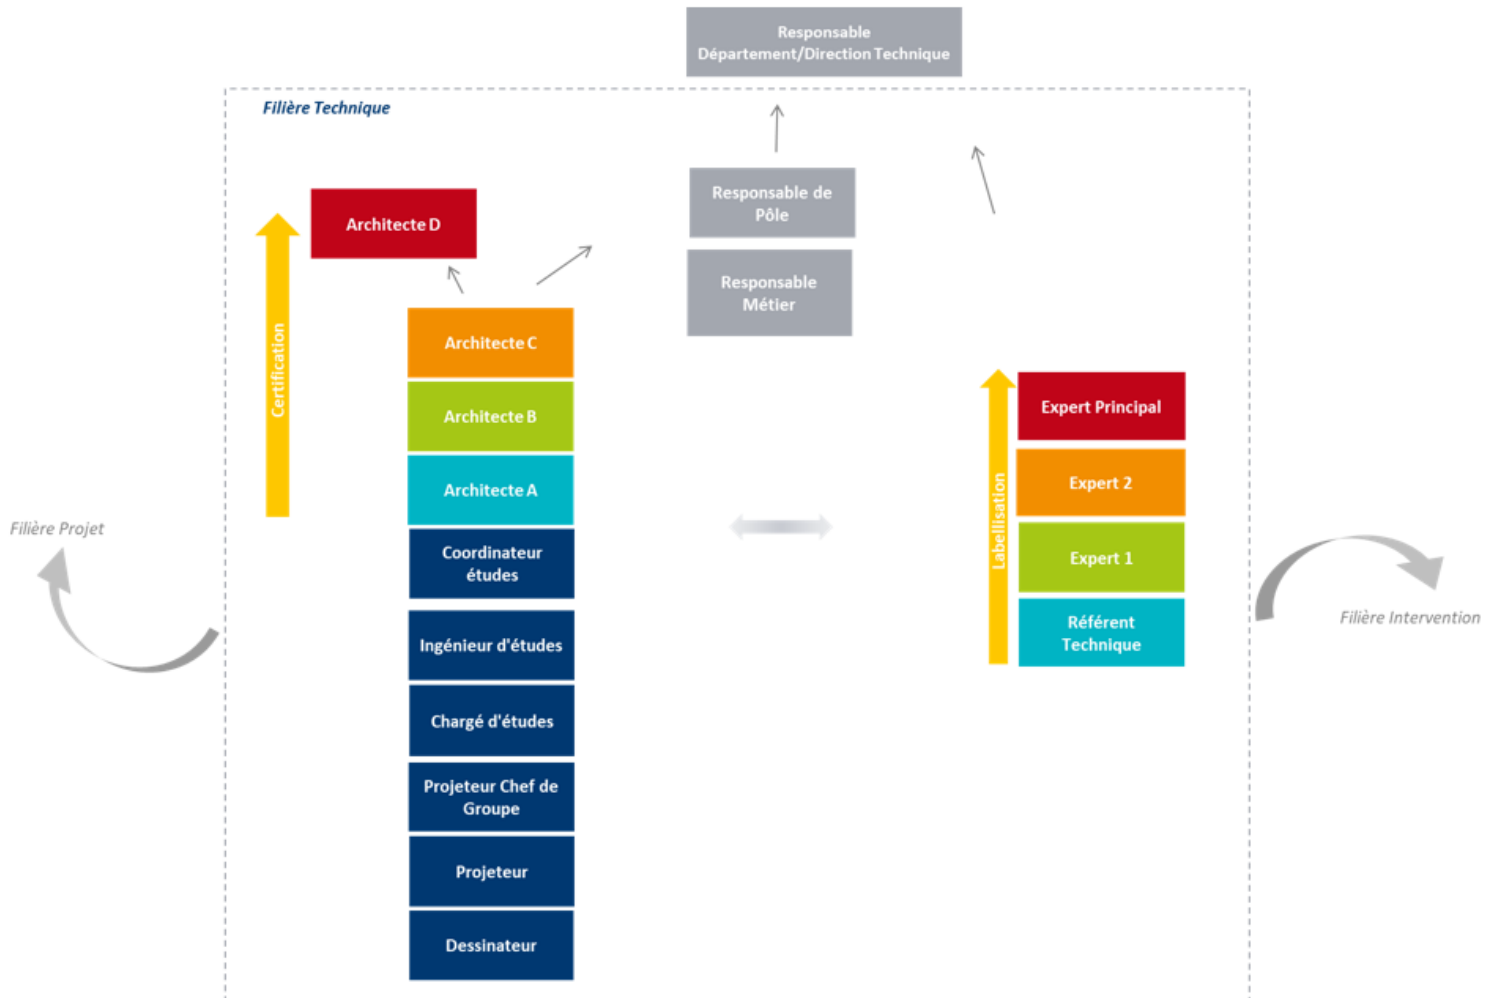 Responsable
Département/Direction Technique
Filière Technique
Responsable de
Pôle
Architecte D
Responsable
Métier
Certification
Architecte C
Architecte B
Architecte A
Coordinateur
études
Ingénieur d'études
Chargé d'études
Projeteur Chef de
Groupe
Projeteur
Dessinateur
Labellisation
Expert Principal
Expert 2
Expert 1
Référent
Technique
Filière Projet
Filière Intervention